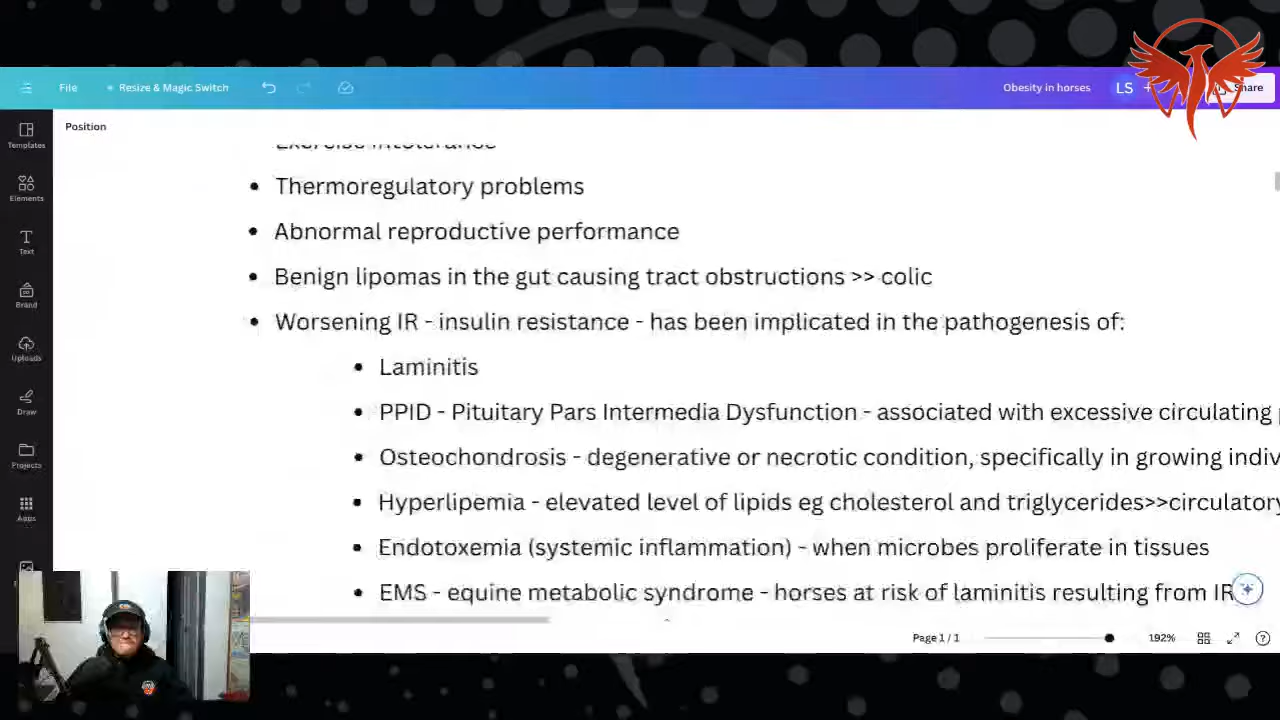 File
Resize & Magic Switch
Obesity in horses
LS
+
Share
Position
Templates
Elements
Text
Brand
Uploads
Draw
Projects
Apps
Exercise intolerance
• Thermoregulatory problems
• Abnormal reproductive performance
• Benign lipomas in the gut causing tract obstructions >> colic
• Worsening IR - insulin resistance - has been implicated in the pathogenesis of:
• Laminitis
• PPID - Pituitary Pars Intermedia Dysfunction - associated with excessive circulating
• Osteochondrosis - degenerative or necrotic condition, specifically in growing
• Hyperlipemia - elevated level of lipids eg cholesterol and triglycerides>>circulatory
• Endotoxemia (systemic inflammation) - when microbes proliferate in tissues
• EMS - equine metabolic syndrome - horses at risk of laminitis resulting from IR
Page 1 / 1
192%